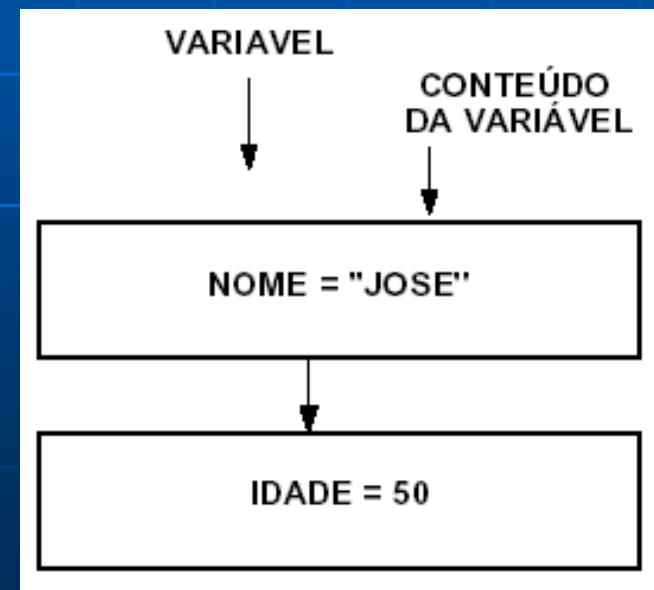 VARIAVEL
CONTEÚDO
DA VARIÁVEL
NOME = "JOSE"
IDADE = 50